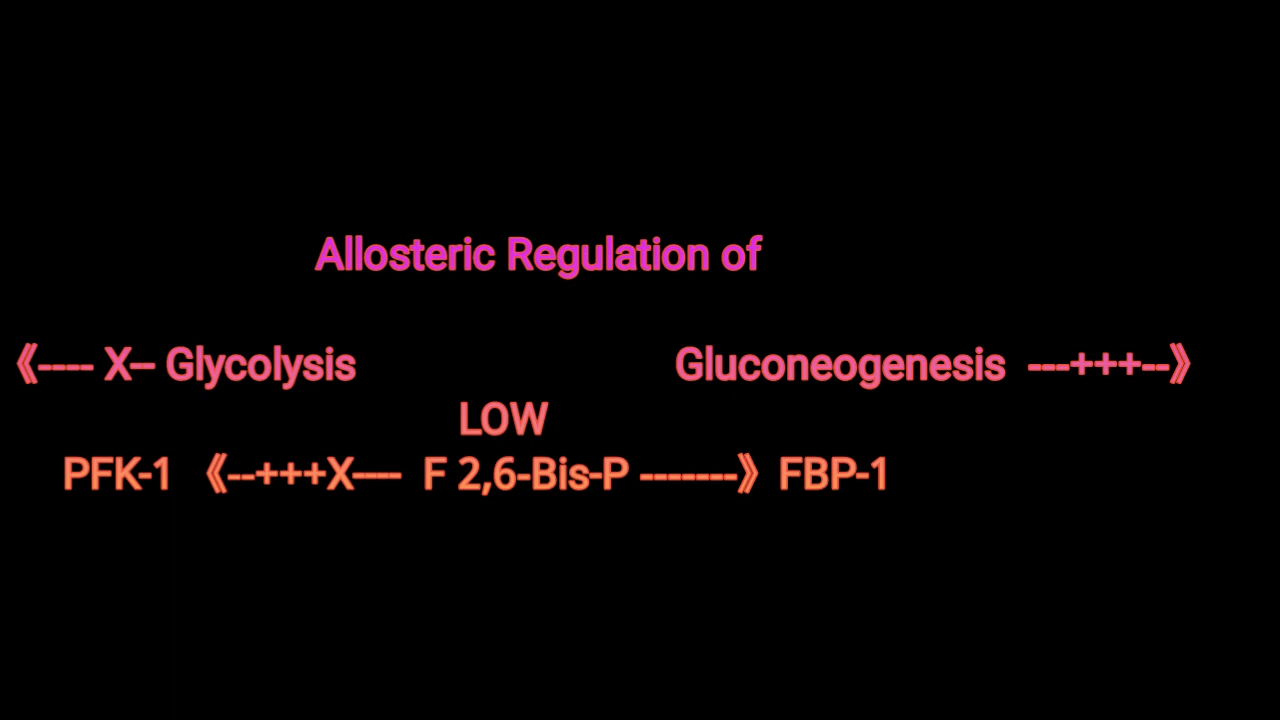 Allosteric Regulation of
《---- X-- Glycolysis Gluconeogenesis ---+++--》
LOW
PFK-1 《--+++X---- F 2,6-Bis-P -------》 FBP-1